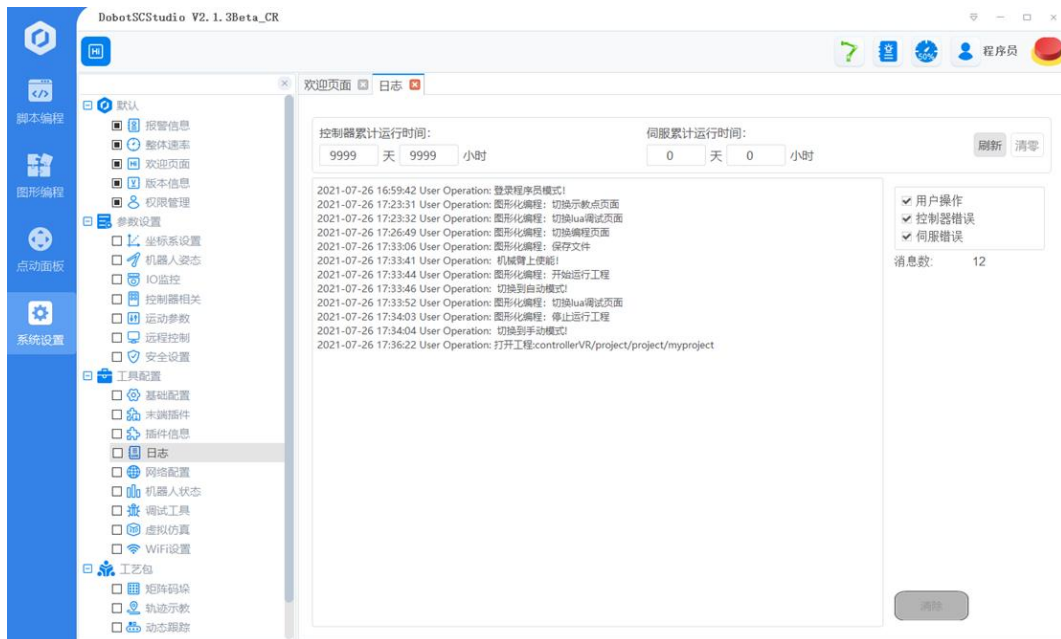 DobotSCStudio V2.1.3Beta_CR
Hi
50%
程序员
脚本编程
图形编程
点动面板
系统设置
默认
报警信息
整体速率
欢迎页面
版本信息
权限管理
参数设置
坐标系设置
机器人姿态
IO监控
控制器相关
运动参数
远程控制
安全设置
工具配置
基础配置
末端插件
插件信息
日志
网络配置
机器人状态
调试工具
虚拟仿真
WiFi设置
工艺包
矩阵码垛
轨迹示教
动态跟踪
欢迎页面 日志
控制器累计运行时间: 伺服累计运行时间:
9999 天 9999 小时 0 天 0 小时 刷新 清零
2021-07-26 16:59:42 User Operation: 登录程序员模式!
2021-07-26 17:23:31 User Operation: 图形化编程：切换示教点页面
2021-07-26 17:23:32 User Operation: 图形化编程：切换lua调试页面
2021-07-26 17:26:49 User Operation: 图形化编程：切换编程页面
2021-07-26 17:33:06 User Operation: 图形化编程：保存文件
2021-07-26 17:33:41 User Operation: 机械臂上使能!
2021-07-26 17:33:44 User Operation: 图形化编程：开始运行工程
2021-07-26 17:33:46 User Operation: 切换到自动模式!
2021-07-26 17:33:52 User Operation: 图形化编程：切换lua调试页面
2021-07-26 17:34:03 User Operation: 图形化编程：停止运行工程
2021-07-26 17:34:04 User Operation: 切换到手动模式!
2021-07-26 17:36:22 User Operation: 打开工程:controllerVR/project/project/myproject
用户操作
控制器错误
伺服错误
消息数: 12
清除